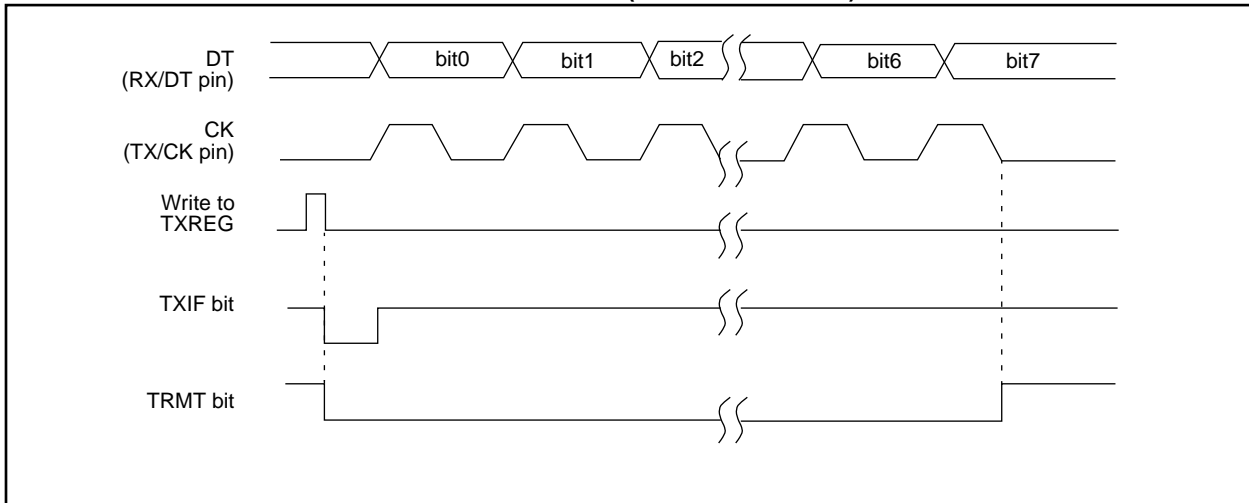 DT
(RX/DT pin)
bit0
bit1
bit2
bit6
bit7
CK
(TX/CK pin)
Write to
TXREG
TXIF bit
TRMT bit